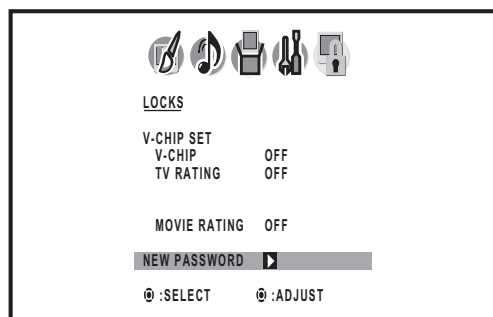 LOCKS
V-CHIP SET
V-CHIP OFF
TV RATING OFF
MOVIE RATING OFF
NEW PASSWORD
:SELECT :ADJUST